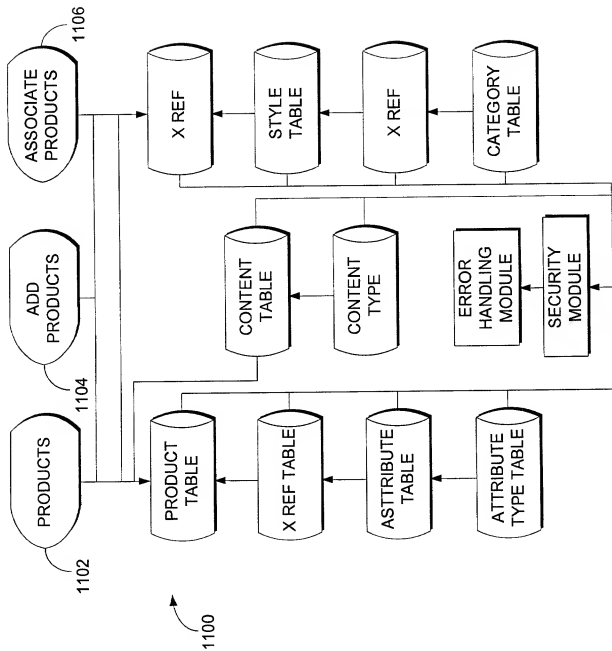 1102
PRODUCTS
1104
ADD
PRODUCTS
1106
ASSOCIATE
PRODUCTS
1100
PRODUCT
TABLE
X REF TABLE
ASTTRIBUTE
TABLE
ATTRIBUTE
TYPE TABLE
CONTENT
TABLE
CONTENT
TYPE
ERROR
HANDLING
MODULE
SECURITY
MODULE
X REF
STYLE
TABLE
X REF
CATEGORY
TABLE